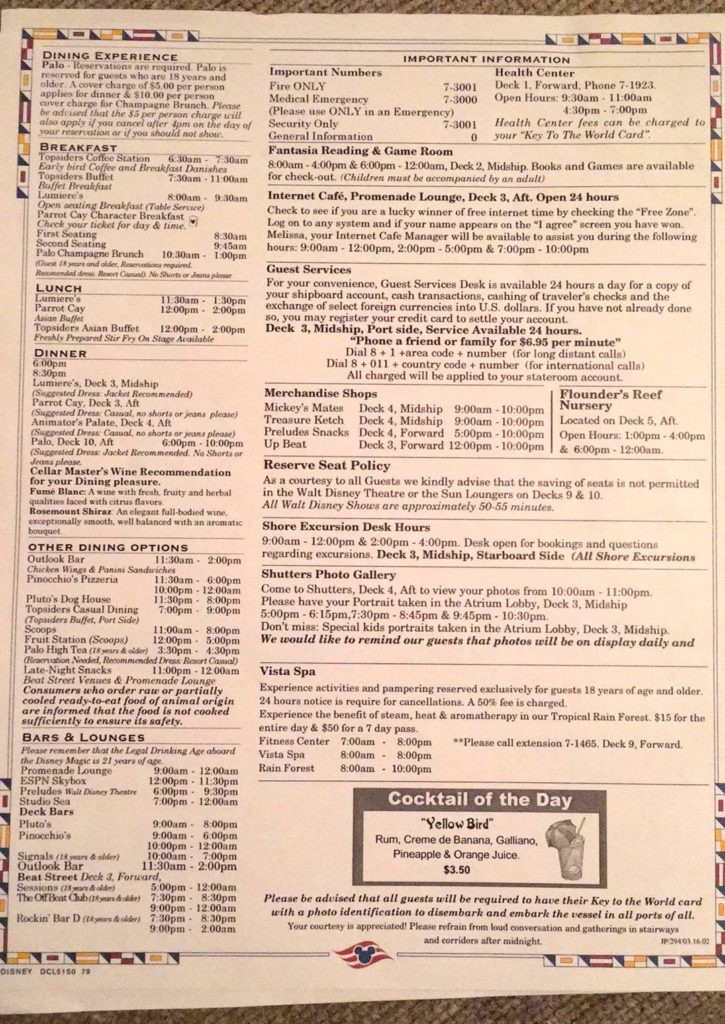 DINING EXPERIENCE
Palo - Reservations are required. Palo is
reserved for guests who are 18 years and
older. A cover charge of $5.00 per person
applies for dinner & $10.00 per person
cover charge for Champagne Brunch. Please
be advised that the $5 per person charge will
also apply if you cancel after 4pm on the day of
your reservation or if you should not show.
BREAKFAST
Topsiders Coffee Station 6:30am - 7:30am
Early bird Coffee and Breakfast Danishes
Topsiders Buffet 7:30am - 11:00am
Buffet Breakfast
Lumiere's 8:00am - 9:30am
Open seating Breakfast (Table Service)
Parrot Cay Character Breakfast
Check your ticket for day & time.
First Seating 8:30am
Second Seating 9:45am
Palo Champagne Brunch 10:30am - 1:00pm
(Guest 18 years and older, Reservations required.
Recomended dress: Resort Casual). No Shorts or Jeans please.
LUNCH
Lumiere's 11:30am - 1:30pm
Parrot Cay 12:00pm - 2:00pm
Asian Buffet
Topsiders Asian Buffet 12:00pm - 2:00pm
Freshly Prepared Stir Fry On Stage Available
DINNER
6:00pm
8:30pm
Lumiere's, Deck 3, Midship
(Suggested Dress: Jacket Recommended)
Parrot Cay, Deck 3, Aft
(Suggested Dress: Casual, no shorts or jeans please)
Animator's Palate, Deck 4, Aft
(Suggested Dress: Casual, no shorts or jeans please)
Palo, Deck 10, Aft 6:00pm - 10:00pm
(Suggested Dress: Jacket Recommended. No Shorts or
Jeans please.
Cellar Master's Wine Recommendation
for your Dining pleasure.
Fumé Blanc: A wine with fresh, fruity and herbal
qualities laced with citrus flavors.
Rosemount Shiraz: An elegant full-bodied wine,
exceptionally smooth, well balanced with an aromatic
bouquet.
OTHER DINING OPTIONS
Outlook Bar 11:30am - 2:00pm
Chicken Wings & Panini Sandwiches
Pinocchio's Pizzeria 11:30am - 6:00pm
10:00pm - 12:00am
Pluto's Dog House 11:30pm - 8:00pm
Topsiders Casual Dining 7:00pm - 9:00pm
(Topsiders Buffet, Port Side)
Scoops 11:00am - 8:00pm
Fruit Station (Scoops) 12:00pm - 5:00pm
Palo High Tea (18 years & older) 3:30pm - 4:30pm
(Reservation Needed, Recommended Dress: Resort Casual)
Late-Night Snacks 11:00pm - 12:00am
Beat Street Venues & Promenade Lounge
Consumers who order raw or partially
cooked ready-to-eat food of animal origin
are informed that the food is not cooked
sufficiently to ensure its safety.
BARS & LOUNGES
Please remember that the Legal Drinking Age aboard
the Disney Magic is 21 years of age.
Promenade Lounge 9:00am - 12:00am
ESPN Skybox 12:00pm - 11:30pm
Preludes Walt Disney Theatre 6:00pm - 9:30pm
Studio Sea 7:00pm - 12:00am
Deck Bars
Pluto's 9:00am - 8:00pm
Pinocchio's 9:00am - 6:00pm
10:00pm - 12:00am
Signals (18 years & older) 10:00am - 7:00pm
Outlook Bar 11:30am - 2:00pm
Beat Street Deck 3, Forward,
Sessions (18 years & older) 5:00pm - 12:00am
The Off Beat Club (18 years & older) 7:30pm - 8:30pm
9:00pm - 12:00am
Rockin' Bar D (18 years & older) 7:30pm - 8:30pm
9:00pm - 2:00am
IMPORTANT INFORMATION
Important Numbers
Fire ONLY 7-3001
Medical Emergency 7-3000
(Please use ONLY in an Emergency)
Security Only 7-3001
General Information 0
Health Center
Deck 1, Forward, Phone 7-1923.
Open Hours: 9:30am - 11:00am
4:30pm - 7:00pm
Health Center fees can be charged to
your "Key To The World Card".
Fantasia Reading & Game Room
8:00am - 4:00pm & 6:00pm - 12:00am, Deck 2, Midship. Books and Games are available
for check-out. (Children must be accompanied by an adult)
Internet Café, Promenade Lounge, Deck 3, Aft. Open 24 hours
Check to see if you are a lucky winner of free internet time by checking the "Free Zone".
Log on to any system and if your name appears on the "I agree" screen you have won.
Melissa, your Internet Cafe Manager will be available to assist you during the following
hours: 9:00am - 12:00pm, 2:00pm - 5:00pm & 7:00pm - 10:00pm
Guest Services
For your convenience, Guest Services Desk is available 24 hours a day for a copy of
your shipboard account, cash transactions, cashing of traveler's checks and the
exchange of select foreign currencies into U.S. dollars. If you have not already done
so, you may register your credit card to settle your account.
Deck 3, Midship, Port side, Service Available 24 hours.
"Phone a friend or family for $6.95 per minute"
Dial 8 + 1 +area code + number (for long distant calls)
Dial 8 + 011 + country code + number (for international calls)
All charged will be applied to your stateroom account.
Merchandise Shops
Mickey's Mates Deck 4, Midship 9:00am -10:00pm
Treasure Ketch Deck 4, Midship 9:00am -10:00pm
Preludes Snacks Deck 4, Forward 5:00pm -10:00pm
Up Beat Deck 3, Forward 12:00pm -10:00pm
Flounder's Reef
Nursery
Located on Deck 5, Aft.
Open Hours: 1:00pm - 4:00pm
& 6:00pm - 12:00am.
Reserve Seat Policy
As a courtesy to all Guests we kindly advise that the saving of seats is not permitted
in the Walt Disney Theatre or the Sun Loungers on Decks 9 & 10.
All Walt Disney Shows are approximately 50-55 minutes.
Shore Excursion Desk Hours
9:00am - 12:00pm & 2:00pm - 4:00pm. Desk open for bookings and questions
regarding excursions. Deck 3, Midship, Starboard Side (All Shore Excursions
Shutters Photo Gallery
Come to Shutters, Deck 4, Aft to view your photos from 10:00am - 11:00pm.
Please have your Portrait taken in the Atrium Lobby, Deck 3, Midship
5:00pm - 6:15pm,7:30pm - 8:45pm & 9:45pm - 10:30pm.
Don't miss: Special kids portraits taken in the Atrium Lobby, Deck 3, Midship.
We would like to remind our guests that photos will be on display daily and
Vista Spa
Experience activities and pampering reserved exclusively for guests 18 years of age and older.
24 hours notice is require for cancellations. A 50% fee is charged.
Experience the benefit of steam, heat & aromatherapy in our Tropical Rain Forest. $15 for the
entire day & $50 for a 7 day pass.
Fitness Center 7:00am - 8:00pm **Please call extension 7-1465. Deck 9, Forward.
Vista Spa 8:00am - 8:00pm
Rain Forest 8:00am - 10:00pm
Cocktail of the Day
"Yellow Bird"
Rum, Creme de Banana, Galliano,
Pineapple & Orange Juice.
$3.50
Please be advised that all guests will be required to have their Key to the World card
with a photo identification to disembark and embark the vessel in all ports of all.
Your courtesy is appreciated! Please refrain from loud conversation and gatherings in stairways
and corridors after midnight.
JP/294/03.16.02
DISNEY DCL5150 79